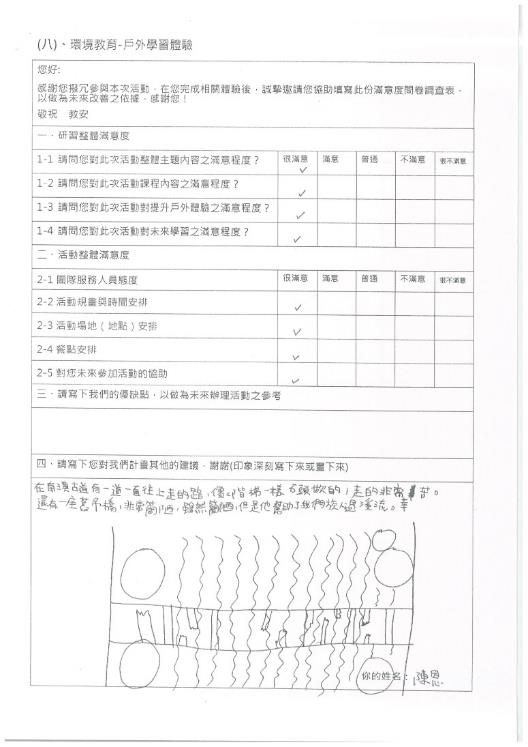 (八)、環境教育-戶外學習體驗
您好:
感謝您撥冗參與本次活動，在您完成相關體驗後，誠摯邀請您協助填寫此份滿意度問卷調查表，
以做為未來改善之依據，感謝您！
敬祝 教安
一、研習整體滿意度
1-1 請問您對此次活動整體主題內容之滿意程度？ 很滿意 滿意 普通 不滿意 很不滿意
✓
1-2 請問您對此次活動課程內容之滿意程度？ ✓
1-3 請問您對此次活動對提升戶外體驗之滿意程度？ ✓
1-4 請問您對此次活動對未來學習之滿意程度？ ✓
二、活動整體滿意度
2-1 團隊服務人員態度 很滿意 滿意 普通 不滿意 很不滿意
2-2 活動規畫與時間安排 ✓
2-3 活動場地（地點）安排 ✓
2-4 餐點安排 ✓
2-5 對您未來參加活動的協助 ✓
三、請寫下我們的優缺點，以做為未來辦理活動之參考
四、請寫下您對我們計畫其他的建議，謝謝(印象深刻寫下來或畫下來)
古道有一道一直往上走的路，像階梯一樣石頭做的，走的非常 苦。
還有一座 吊橋，非常簡陋，雖然簡陋，但是他幫助了我們 溪流。
你的姓名：陳恩